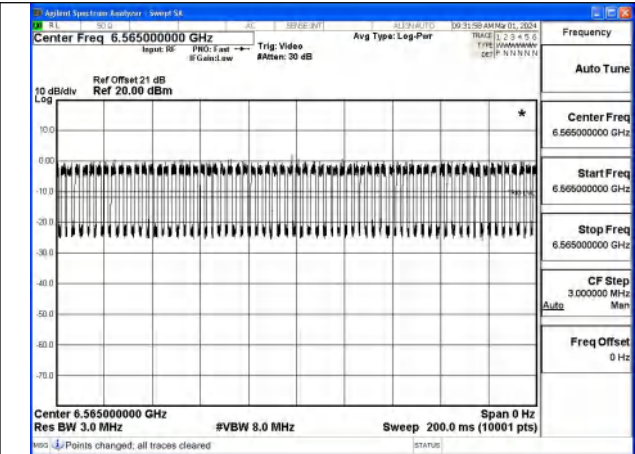 Agilent Spectrum Analyzer - Swept SA
RL 50 Ω AC SENSE:INT ALIGN AUTO 09:31:58 AM Mar 01, 2024
Center Freq 6.565000000 GHz
Input: RF PNO: Fast Trig: Video Avg Type: Log-Pwr TRACE 1 2 3 4 5 6
IFGain:Low #Atten: 30 dB TYPE
DET P N N N N N
Ref Offset 21 dB
10 dB/div Ref 20.00 dBm
Log
10.0
0.00
-10.0
-20.0
-30.0
-40.0
-50.0
-60.0
-70.0
*
Center 6.565000000 GHz Span 0 Hz
Res BW 3.0 MHz #VBW 8.0 MHz Sweep 200.0 ms (10001 pts)
MSG Points changed; all traces cleared STATUS
Frequency
Auto Tune
Center Freq
6.565000000 GHz
Start Freq
6.565000000 GHz
Stop Freq
6.565000000 GHz
CF Step
3.000000 MHz
Auto Man
Freq Offset
0 Hz